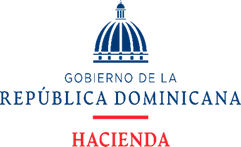 GOBIERNO DE LA
REPÚBLICA DOMINICANA
HACIENDA